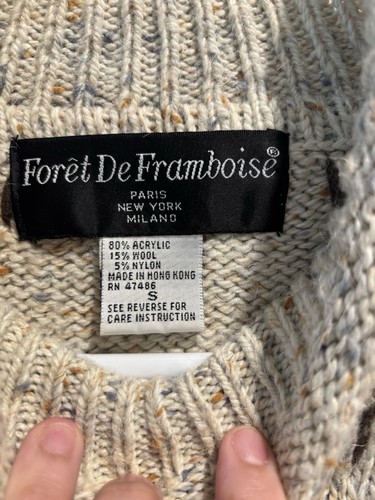 Forêt De Framboise®
PARIS
NEW YORK
MILANO
80% ACRYLIC
15% WOOL
5% NYLON
MADE IN HONG KONG
RN 47486
S
SEE REVERSE FOR
CARE INSTRUCTION